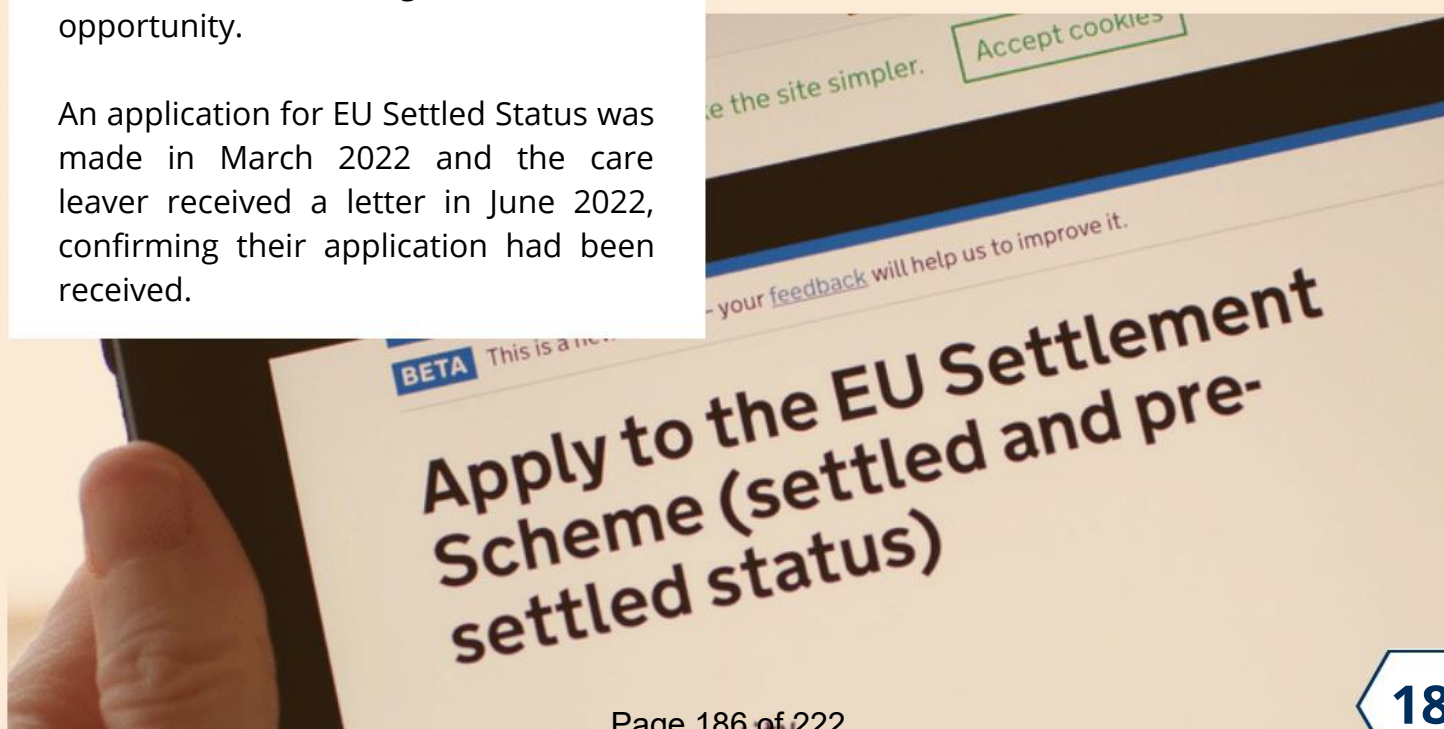 opportunity.
An application for EU Settled Status was
made in March 2022 and the care
leaver received a letter in June 2022,
confirming their application had been
received.
Accept cookies
e the site simpler.
- your feedback will help us to improve it.
BETA This is a
Apply to the EU Settlement
Scheme (settled and pre-
settled status)
Page 186 of 222
18